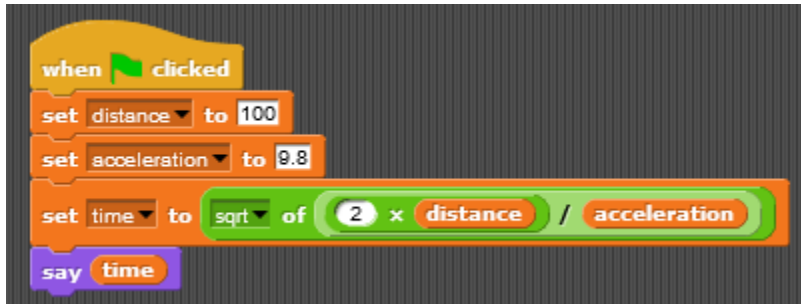 when clicked
set distance to 100
set acceleration to 9.8
set time to sqrt of 2 × distance / acceleration
say time